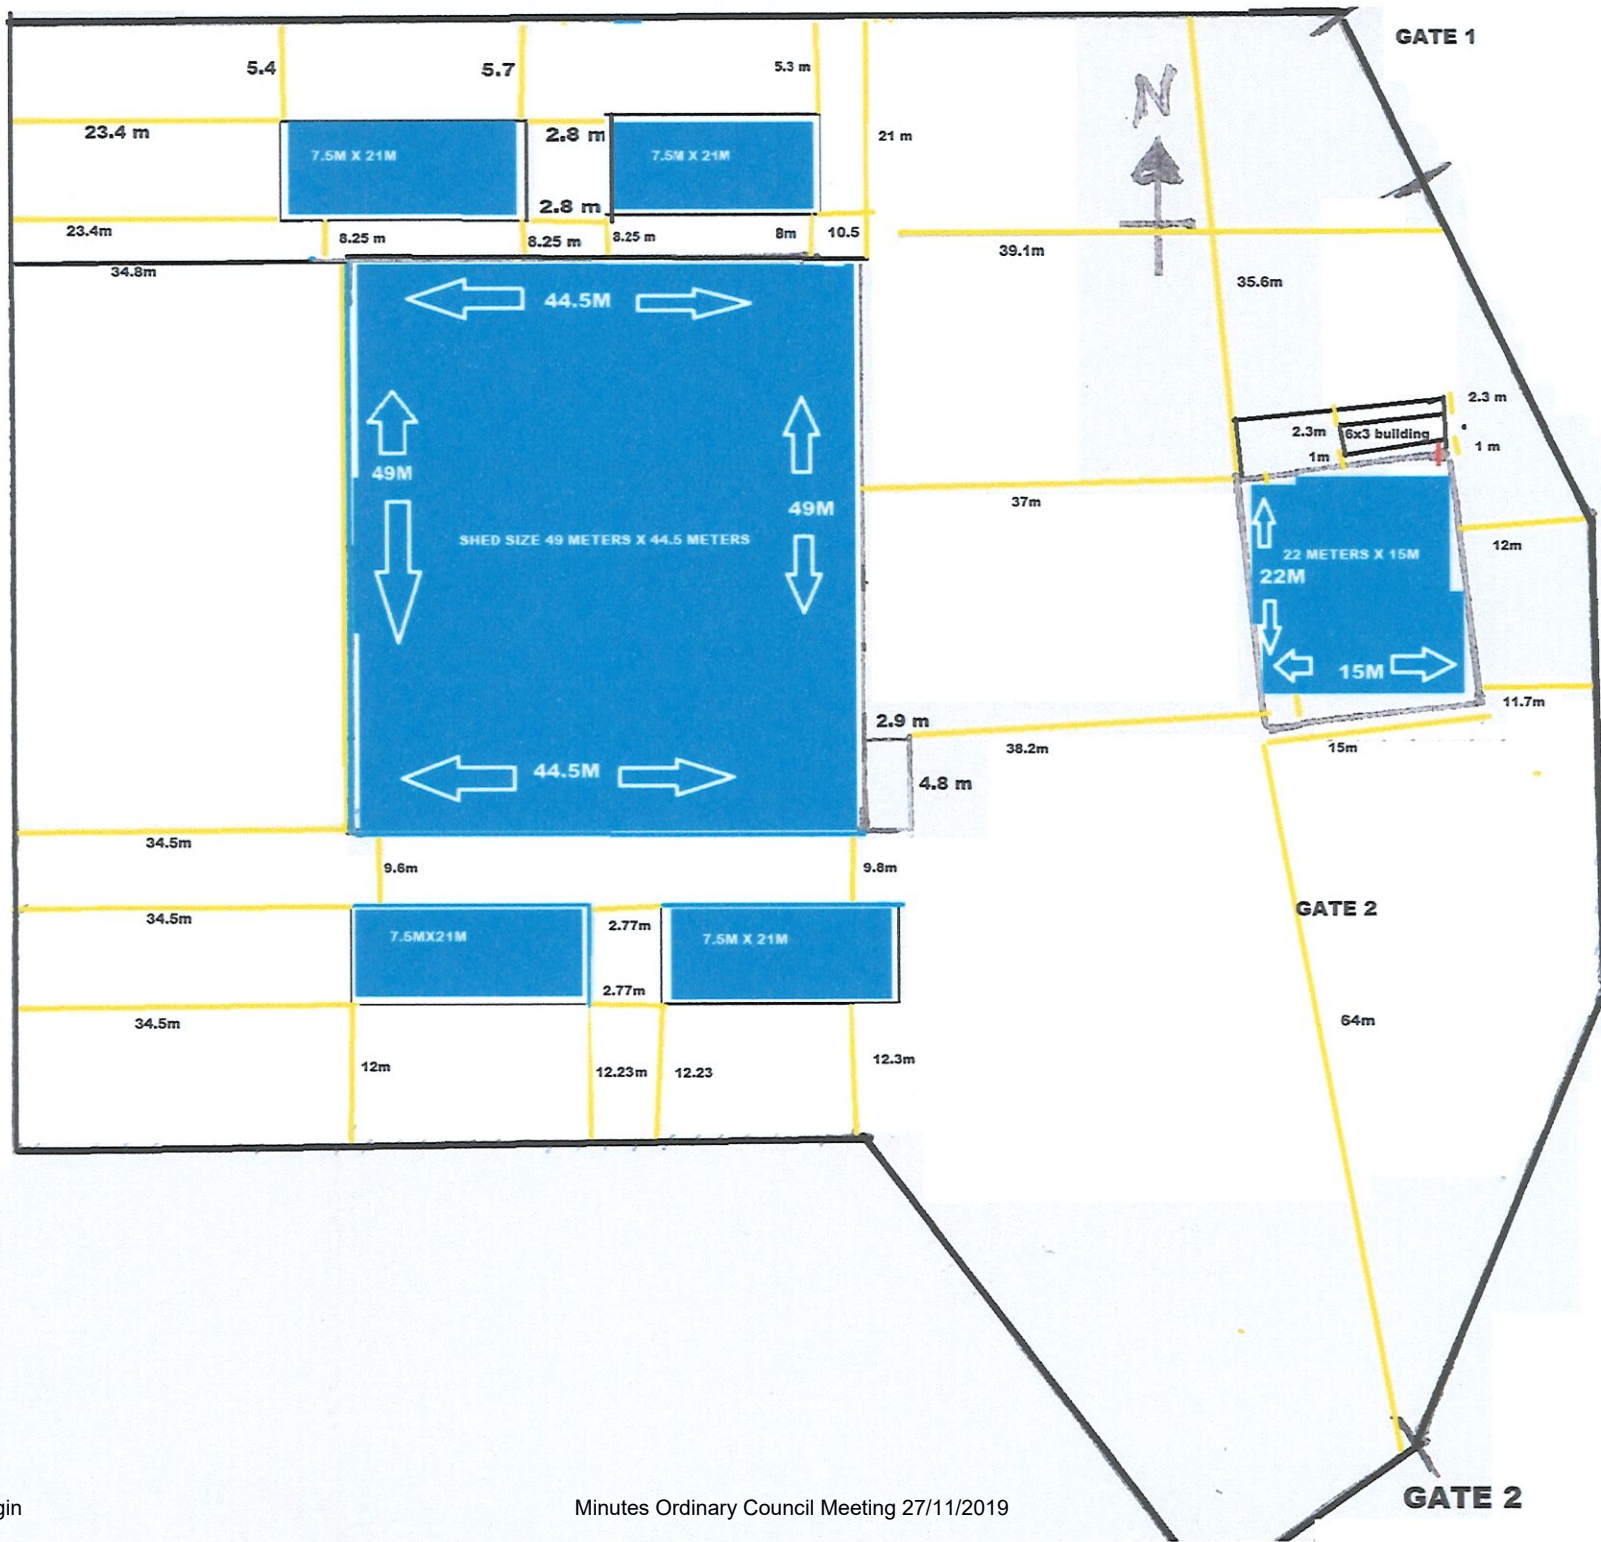 GATE 1
5.4
5.7
5.3 m
N
23.4 m
2.8 m
21 m
7.5M X 21M
7.5M X 21M
2.8 m
23.4m
8.25 m
8.25 m
8.25 m
8m
10.5
39.1m
34.8m
35.6m
44.5M
2.3 m
2.3m
6x3 building
1 m
1m
49M
37m
49M
SHED SIZE 49 METERS X 44.5 METERS
12m
22 METERS X 15M
22M
15M
11.7m
2.9 m
38.2m
15m
44.5M
4.8 m
34.5m
9.6m
9.8m
GATE 2
34.5m
2.77m
7.5MX21M
7.5M X 21M
2.77m
34.5m
64m
12m
12.23m
12.23
12.3m
GATE 2
gin
Minutes Ordinary Council Meeting 27/11/2019